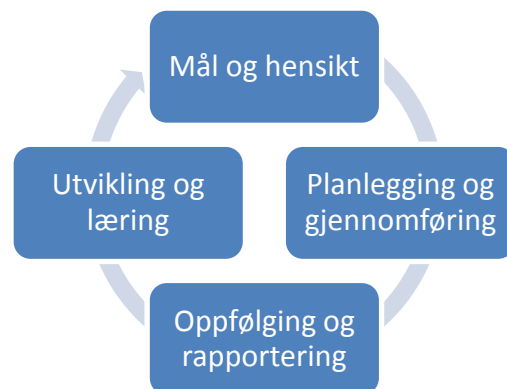 Mål og hensikt
Planlegging og
gjennomføring
Oppfølging og
rapportering
Utvikling og
læring